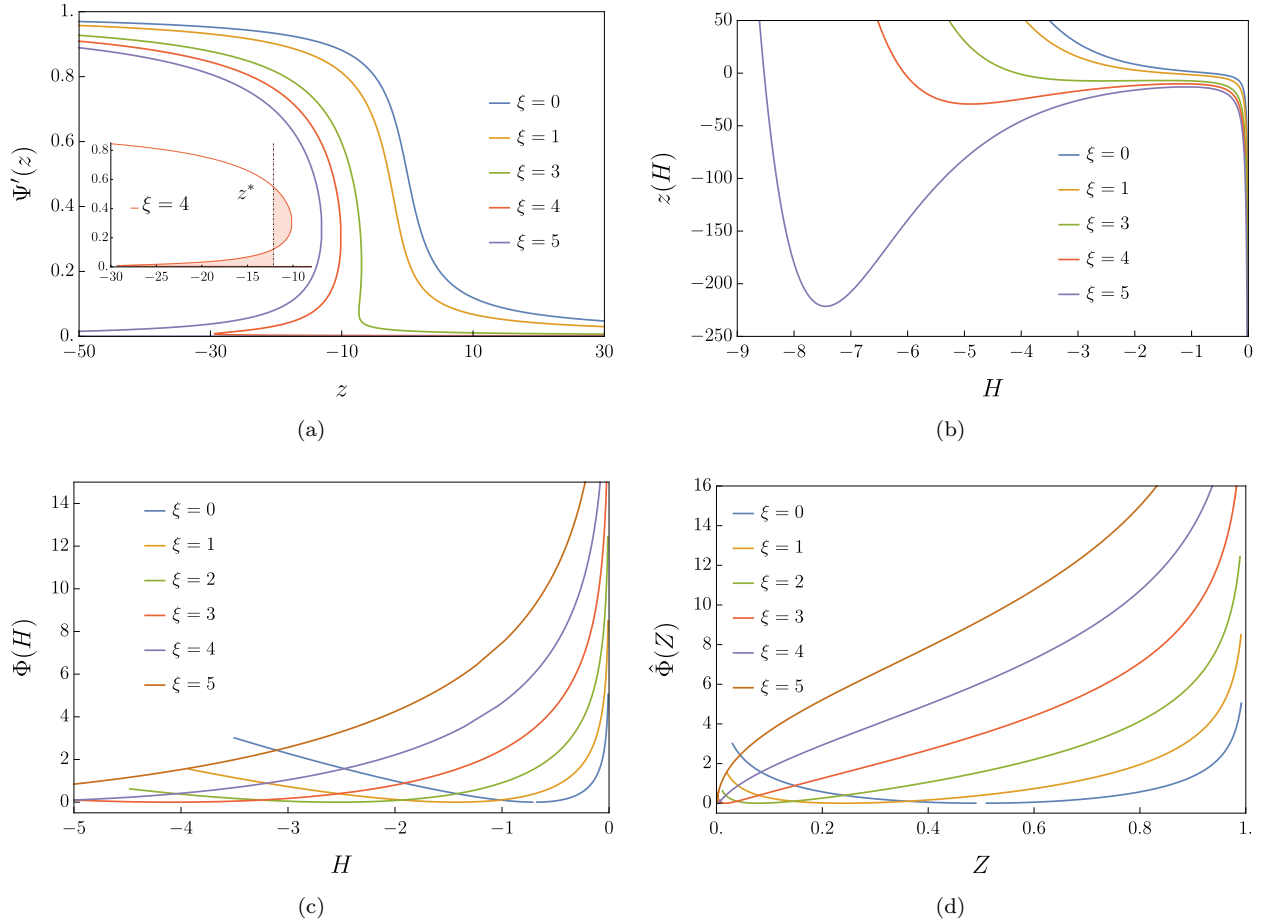 1.
0.8
0.6
0.4
0.2
0.
Ψ′(z)
ξ = 0
ξ = 1
ξ = 3
ξ = 4
ξ = 5
0.8
0.6
0.4
0.2
0
z*
ξ = 4
−30 −25 −20 −15 −10
−50 −30 −10 10 30
z
(a)
50
0
−50
−100
−150
−200
−250
z(H)
ξ = 0
ξ = 1
ξ = 3
ξ = 4
ξ = 5
−9 −8 −7 −6 −5 −4 −3 −2 −1 0
H
(b)
14
12
10
8
6
4
2
0
Φ(H)
ξ = 0
ξ = 1
ξ = 2
ξ = 3
ξ = 4
ξ = 5
−5 −4 −3 −2 −1 0
H
(c)
16
14
12
10
8
6
4
2
0
Φ̂(Z)
ξ = 0
ξ = 1
ξ = 2
ξ = 3
ξ = 4
ξ = 5
0. 0.2 0.4 0.6 0.8 1.
Z
(d)